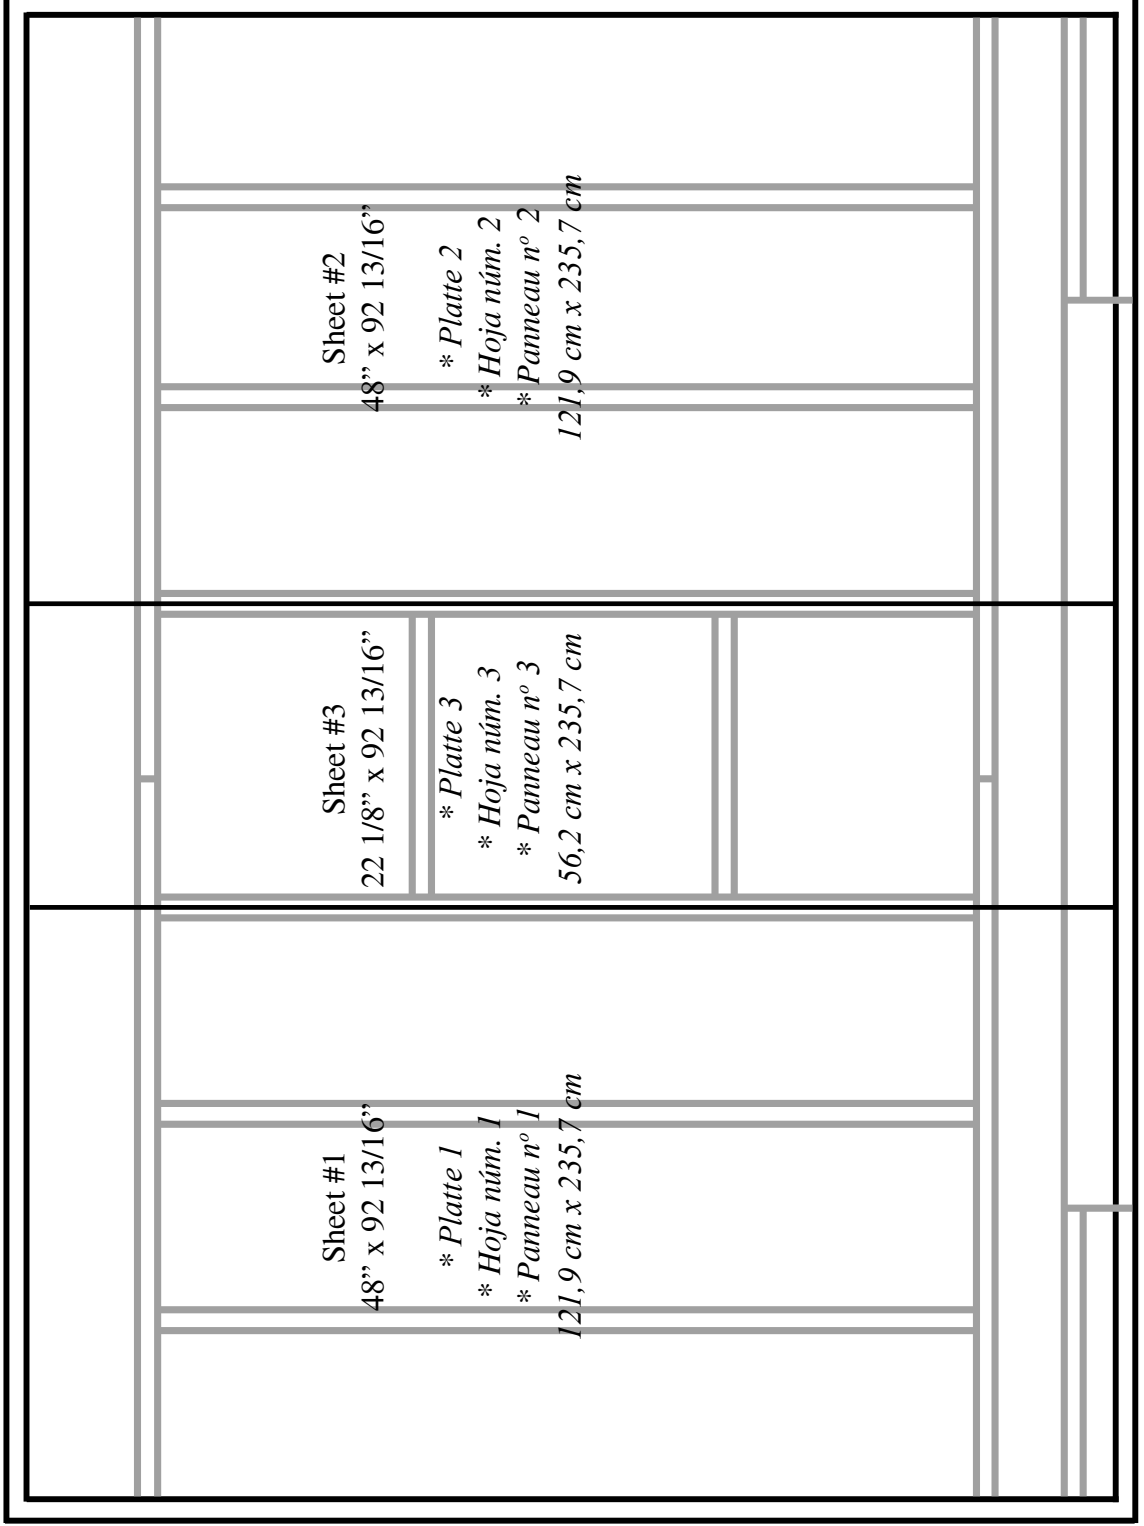 Sheet #1
48” x 92 13/16”
* Platte 1
* Hoja núm. 1
* Panneau nº 1
121,9 cm x 235,7 cm
Sheet #3
22 1/8” x 92 13/16”
* Platte 3
* Hoja núm. 3
* Panneau nº 3
56,2 cm x 235,7 cm
Sheet #2
48” x 92 13/16”
* Platte 2
* Hoja núm. 2
* Panneau nº 2
121,9 cm x 235,7 cm